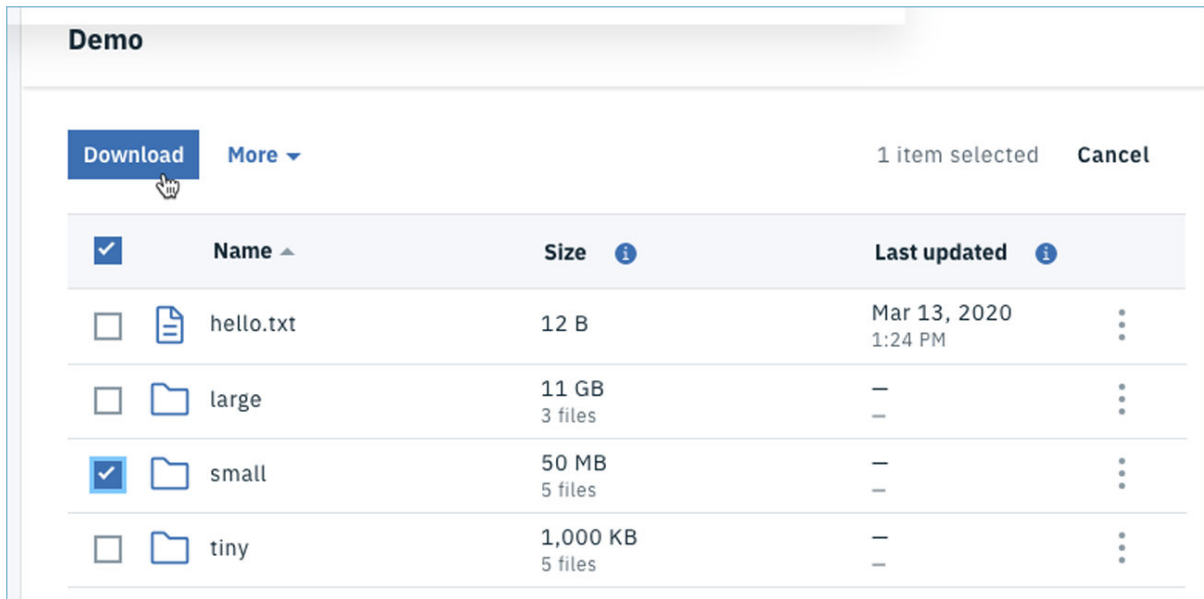 Demo
Download More 1 item selected Cancel
Name Size Last updated
hello.txt 12 B Mar 13, 2020
1:24 PM
large 11 GB —
3 files –
small 50 MB —
5 files –
tiny 1,000 KB —
5 files –